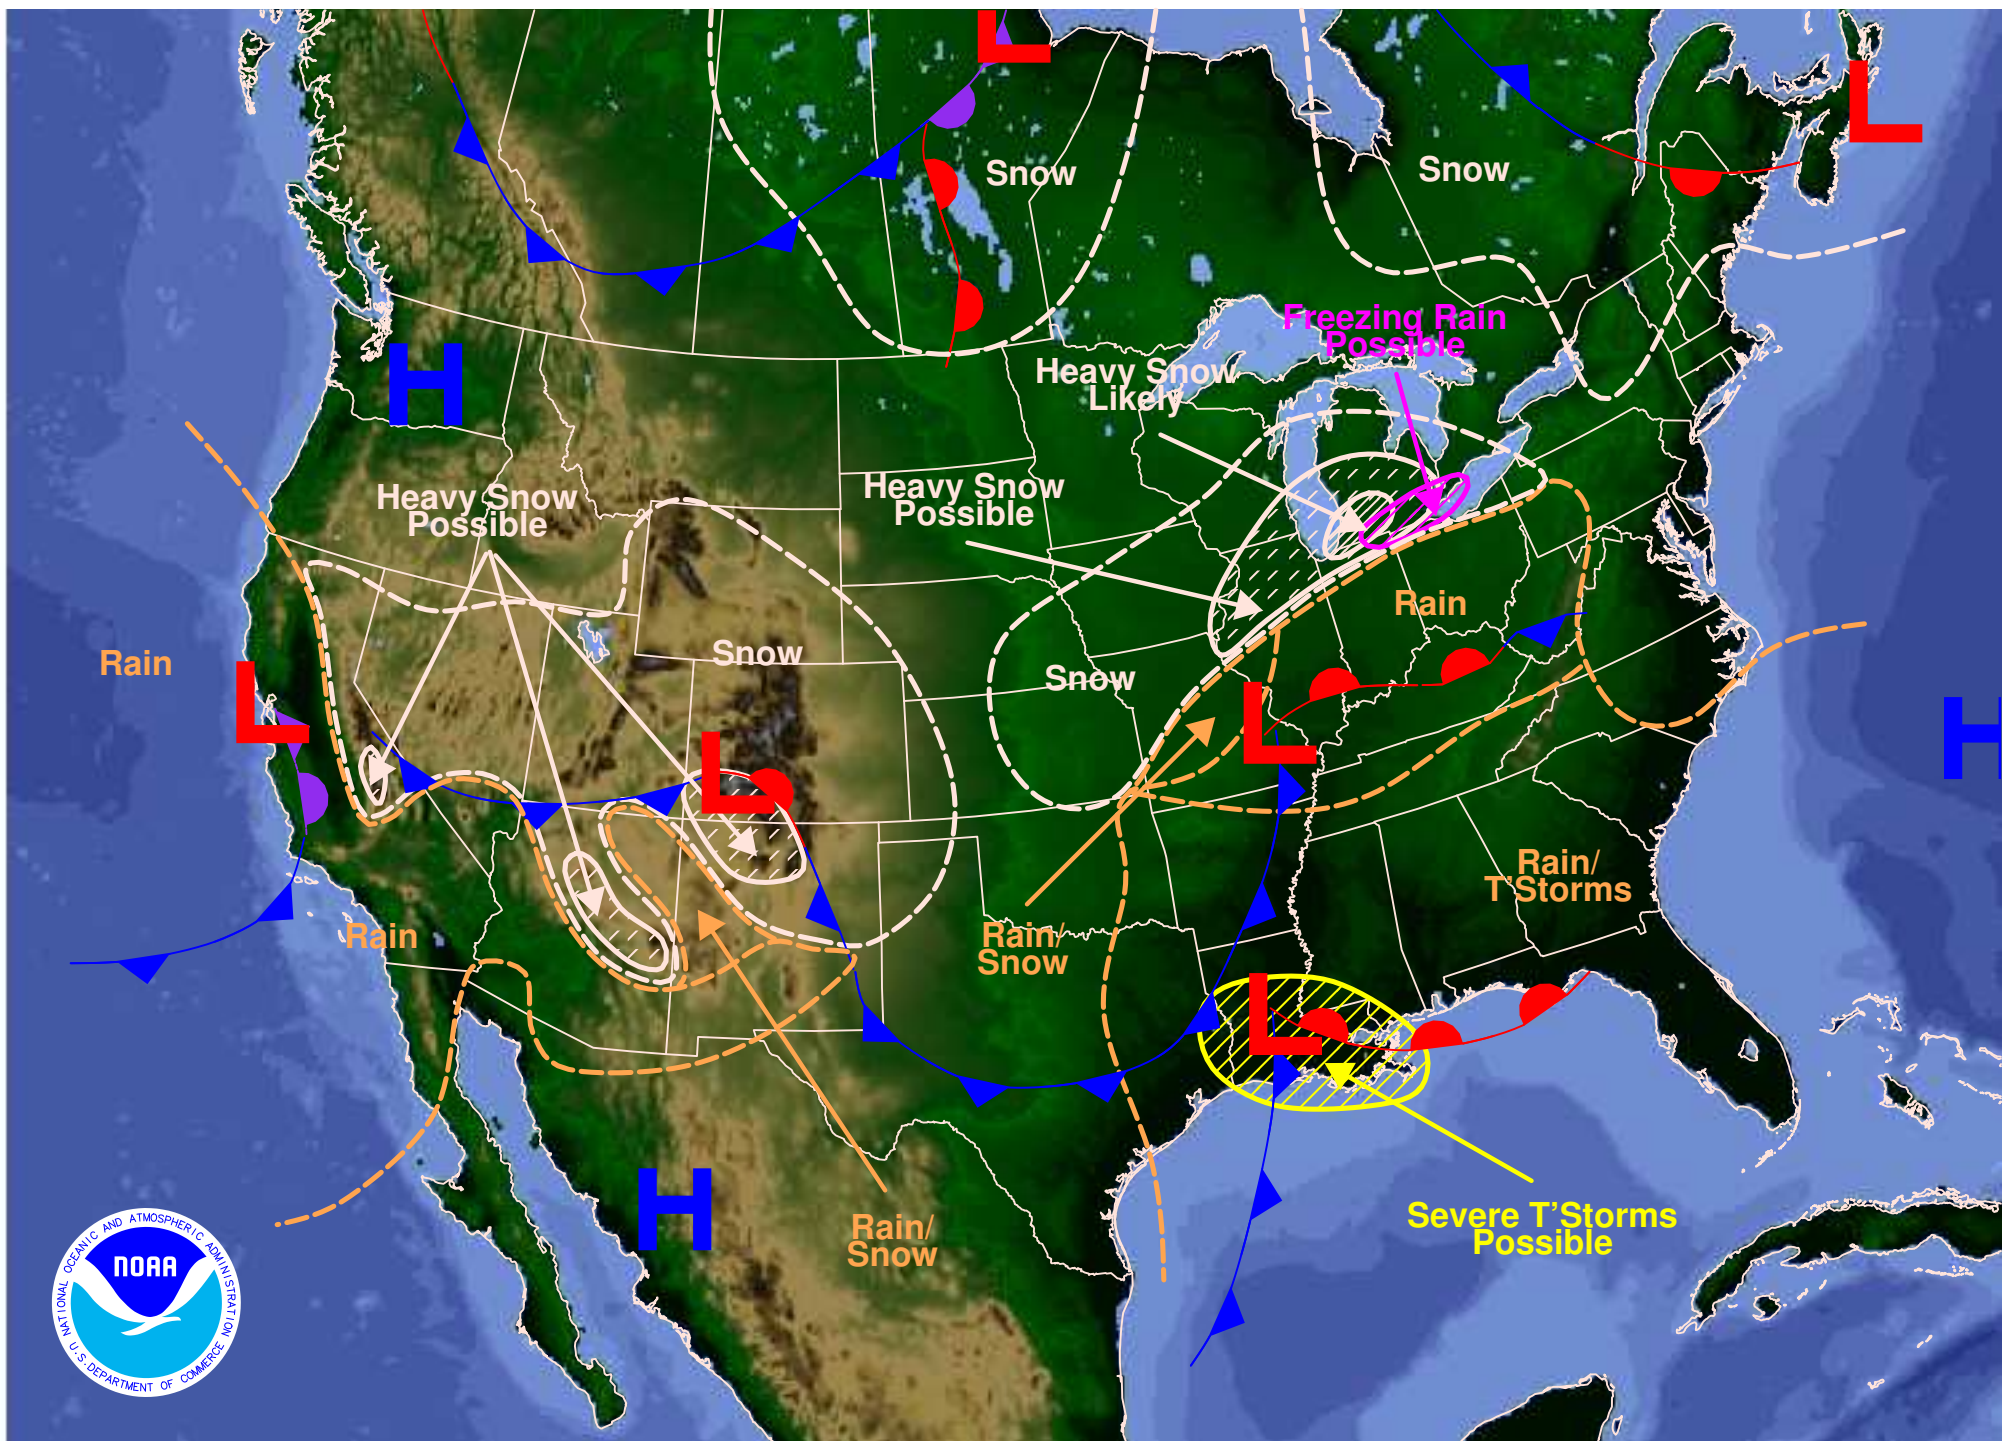 L
L
Snow
Snow
Freezing Rain
Possible
H
Heavy Snow
Likely
Heavy Snow
Possible
Heavy Snow
Possible
Rain
Rain
Snow
Snow
L
L
L
H
Rain/
T'Storms
Rain
Rain/
Snow
L
H
Rain/
Snow
Severe T'Storms
Possible
NATIONAL OCEANIC AND ATMOSPHERIC ADMINISTRATION
NOAA
U.S. DEPARTMENT OF COMMERCE